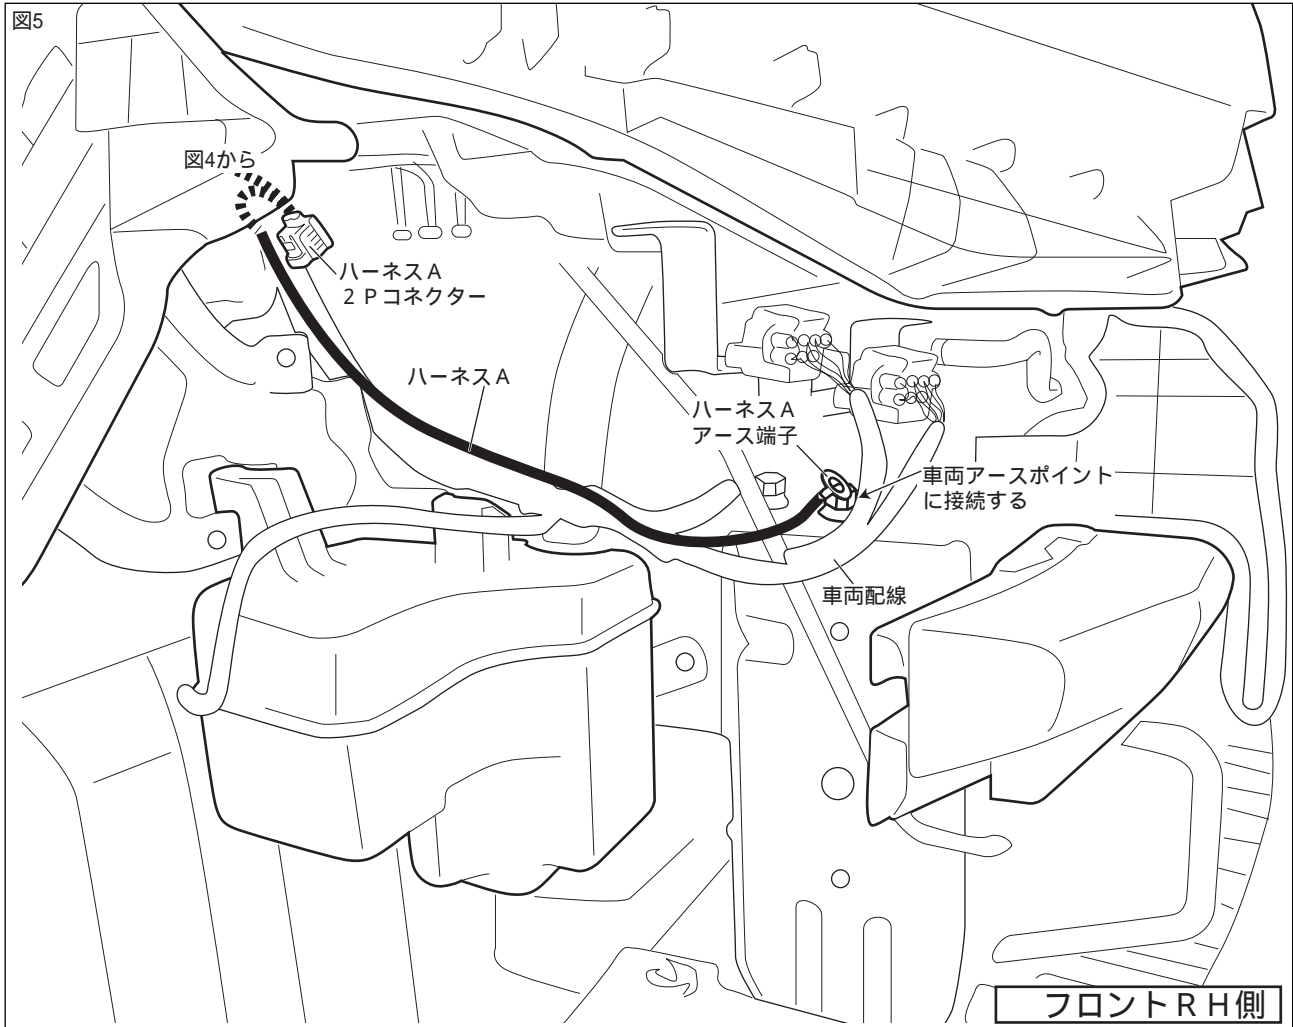 図5
図4から
ハーネスA
2Pコネクター
ハーネスA
ハーネスA
アース端子
車両アースポイント
に接続する
車両配線
フロントRH側